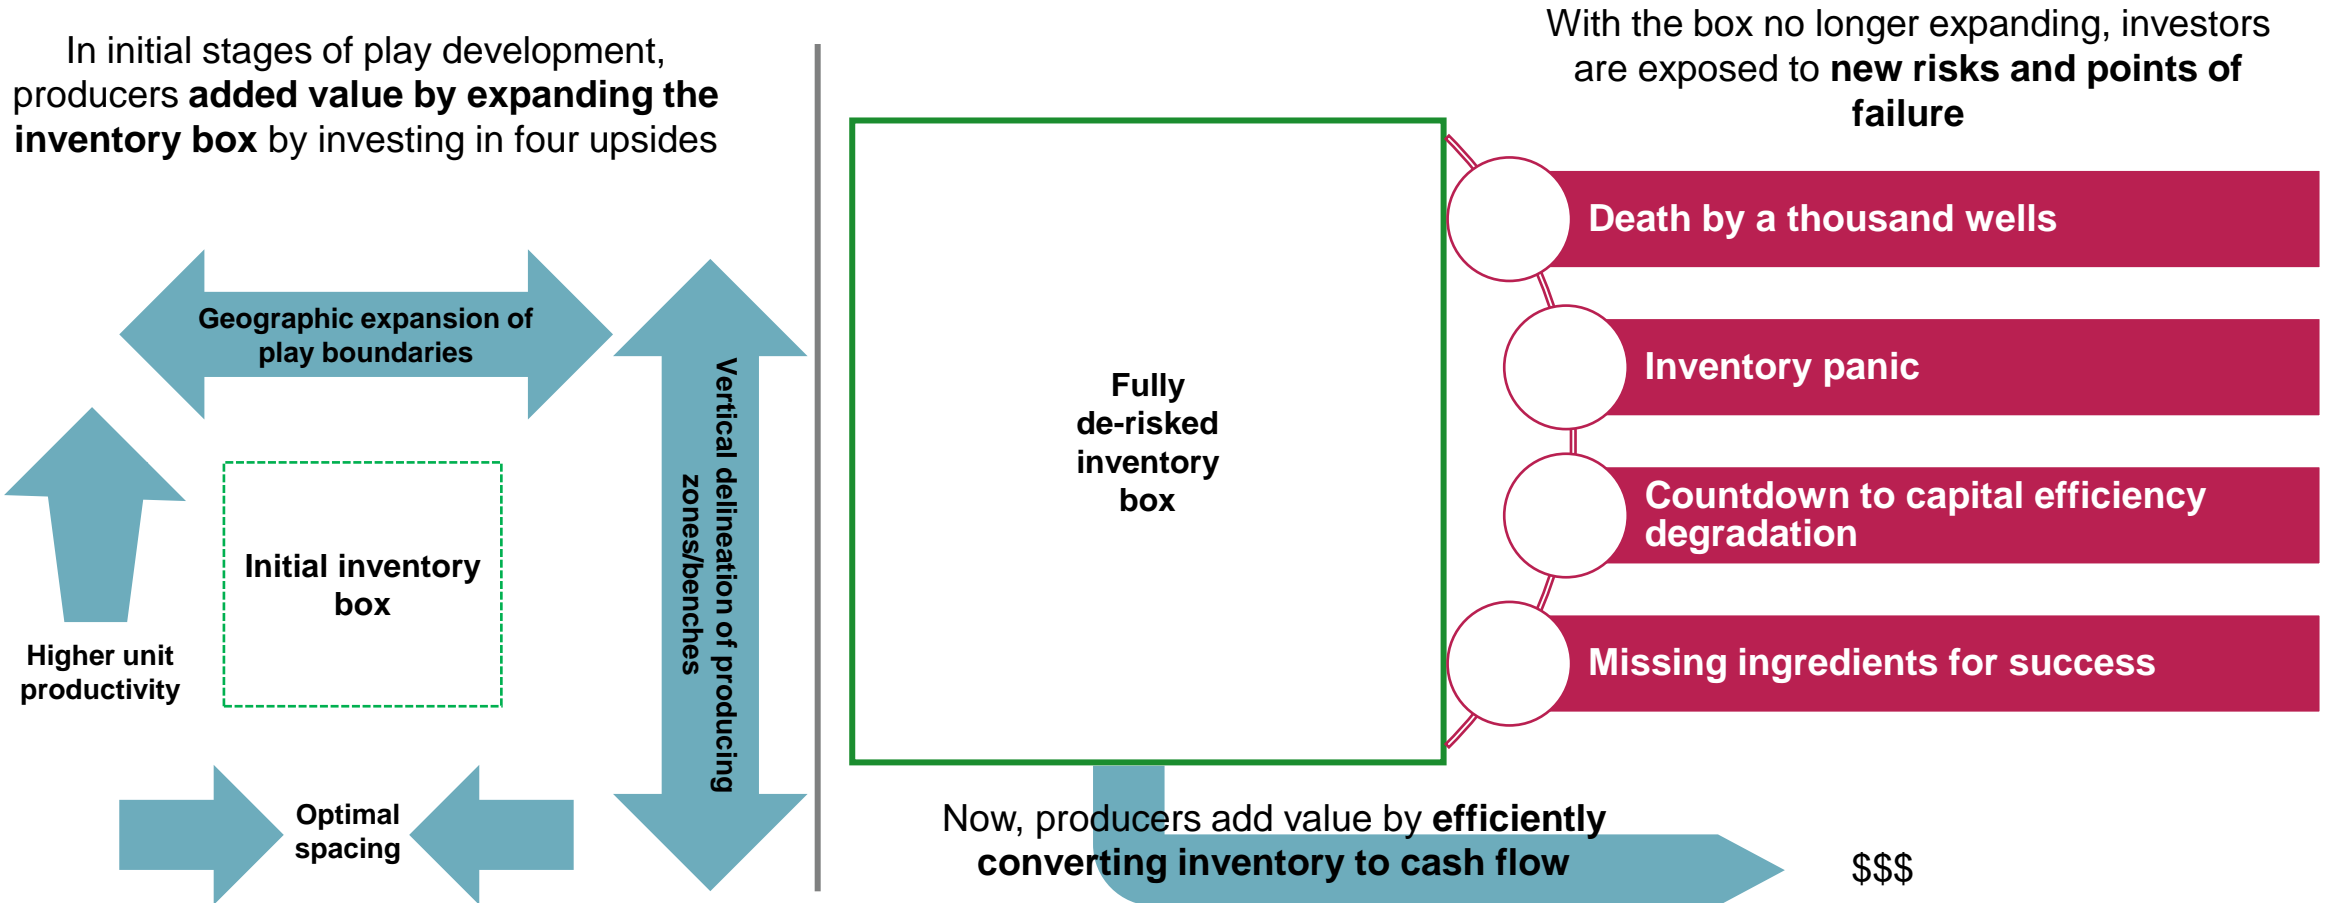 In initial stages of play development,
producers added value by expanding the
inventory box by investing in four upsides
Geographic expansion of
play boundaries
Vertical delineation of producing
zones/benches
Higher unit
productivity
Initial inventory
box
Optimal
spacing
Fully
de-risked
inventory
box
With the box no longer expanding, investors
are exposed to new risks and points of
failure
Death by a thousand wells
Inventory panic
Countdown to capital efficiency
degradation
Missing ingredients for success
Now, producers add value by efficiently
converting inventory to cash flow
$$$